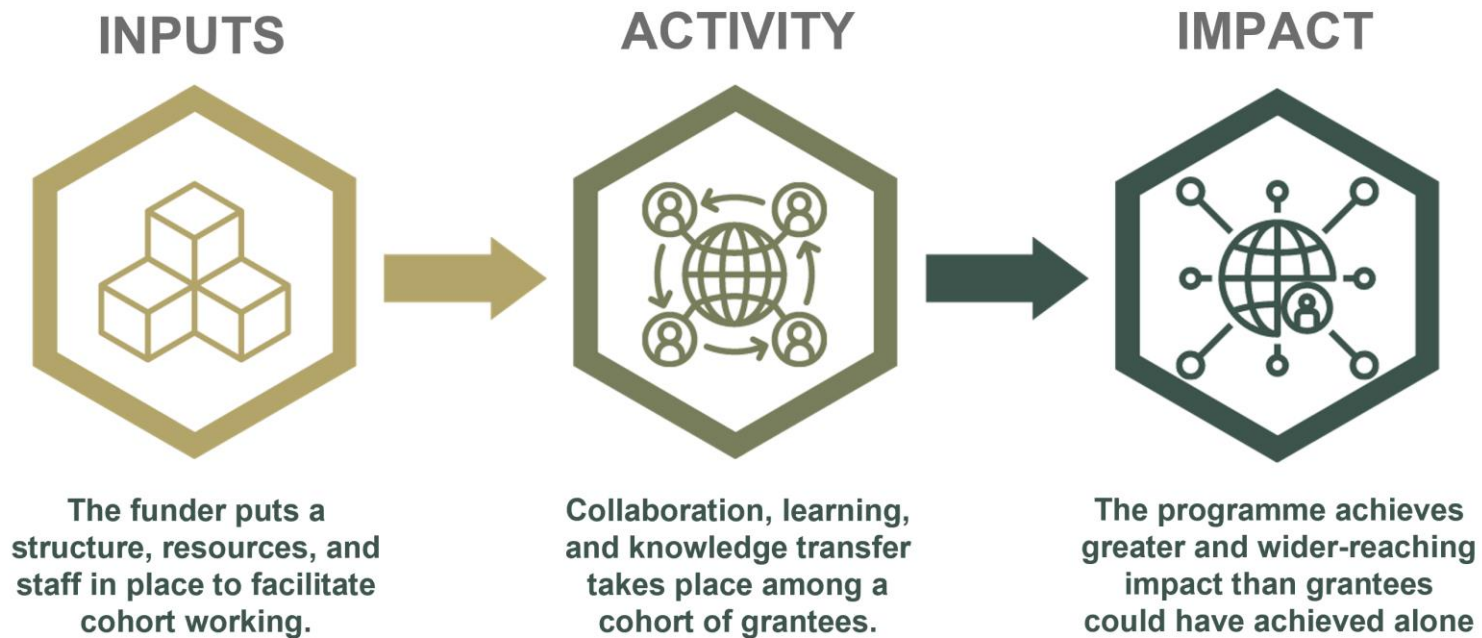 INPUTS
ACTIVITY
IMPACT
The funder puts a
structure, resources, and
staff in place to facilitate
cohort working.
Collaboration, learning,
and knowledge transfer
takes place among a
cohort of grantees.
The programme achieves
greater and wider-reaching
impact than grantees
could have achieved alone